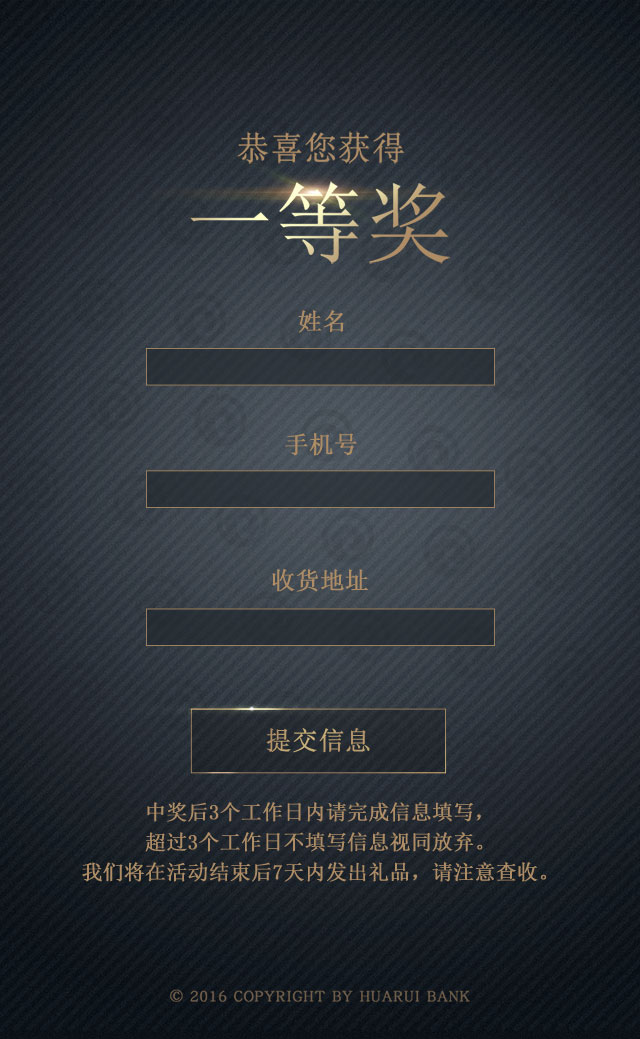 恭喜您获得
一等奖
姓名
手机号
收货地址
提交信息
中奖后3个工作日内请完成信息填写，
超过3个工作日不填写信息视同放弃。
我们将在活动结束后7天内发出礼品，请注意查收。
© 2016 COPYRIGHT BY HUARUI BANK